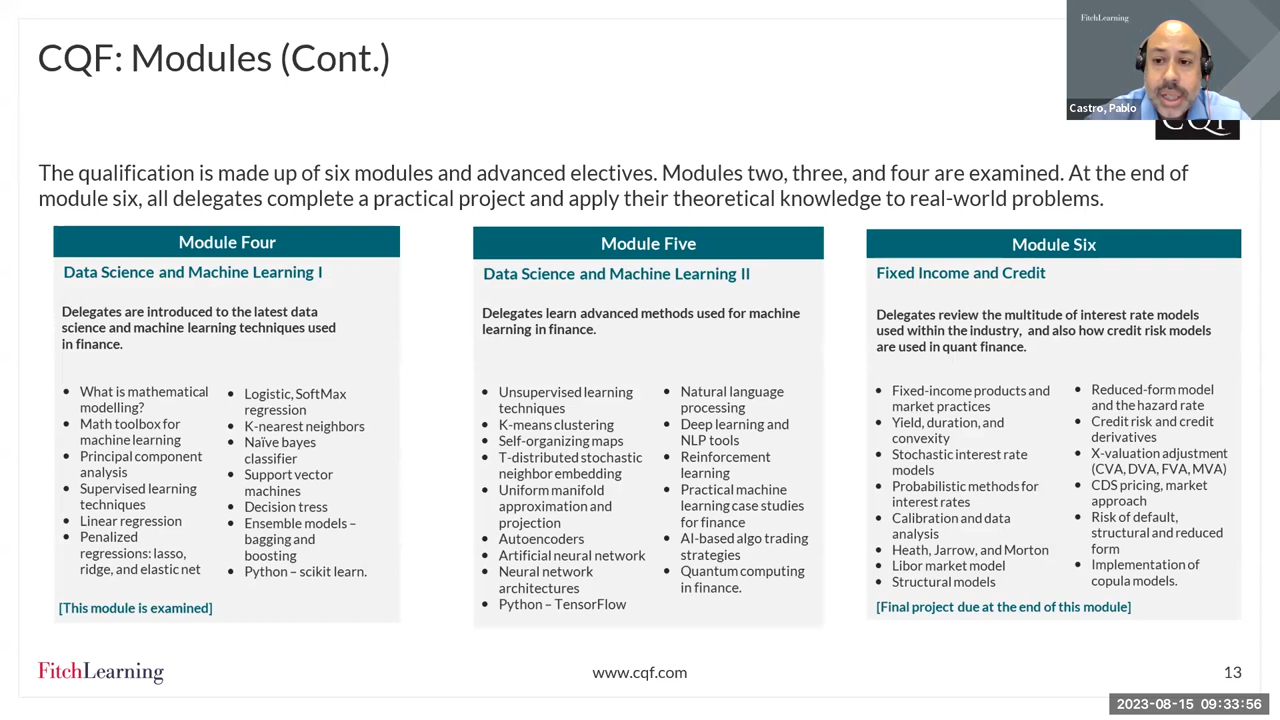 CQF: Modules (Cont.)
FitchLearning
Castro, Pablo
CQF
The qualification is made up of six modules and advanced electives. Modules two, three, and four are examined. At the end of
module six, all delegates complete a practical project and apply their theoretical knowledge to real-world problems.
Module Four
Data Science and Machine Learning I
Delegates are introduced to the latest data
science and machine learning techniques used
in finance.
• What is mathematical
modelling?
• Math toolbox for
machine learning
• Principal component
analysis
• Supervised learning
techniques
• Linear regression
• Penalized
regressions: lasso,
ridge, and elastic net
• Logistic, SoftMax
regression
• K-nearest neighbors
• Naïve bayes
classifier
• Support vector
machines
• Decision tress
• Ensemble models –
bagging and
boosting
• Python – scikit learn.
[This module is examined]
Module Five
Data Science and Machine Learning II
Delegates learn advanced methods used for machine
learning in finance.
• Unsupervised learning
techniques
• K-means clustering
• Self-organizing maps
• T-distributed stochastic
neighbor embedding
• Uniform manifold
approximation and
projection
• Autoencoders
• Artificial neural network
• Neural network
architectures
• Python – TensorFlow
• Natural language
processing
• Deep learning and
NLP tools
• Reinforcement
learning
• Practical machine
learning case studies
for finance
• AI-based algo trading
strategies
• Quantum computing
in finance.
Module Six
Fixed Income and Credit
Delegates review the multitude of interest rate models
used within the industry, and also how credit risk models
are used in quant finance.
• Fixed-income products and
market practices
• Yield, duration, and
convexity
• Stochastic interest rate
models
• Probabilistic methods for
interest rates
• Calibration and data
analysis
• Heath, Jarrow, and Morton
• Libor market model
• Structural models
• Reduced-form model
and the hazard rate
• Credit risk and credit
derivatives
• X-valuation adjustment
(CVA, DVA, FVA, MVA)
• CDS pricing, market
approach
• Risk of default,
structural and reduced
form
• Implementation of
copula models.
[Final project due at the end of this module]
FitchLearning
www.cqf.com
13
2023-08-15 09:33:56